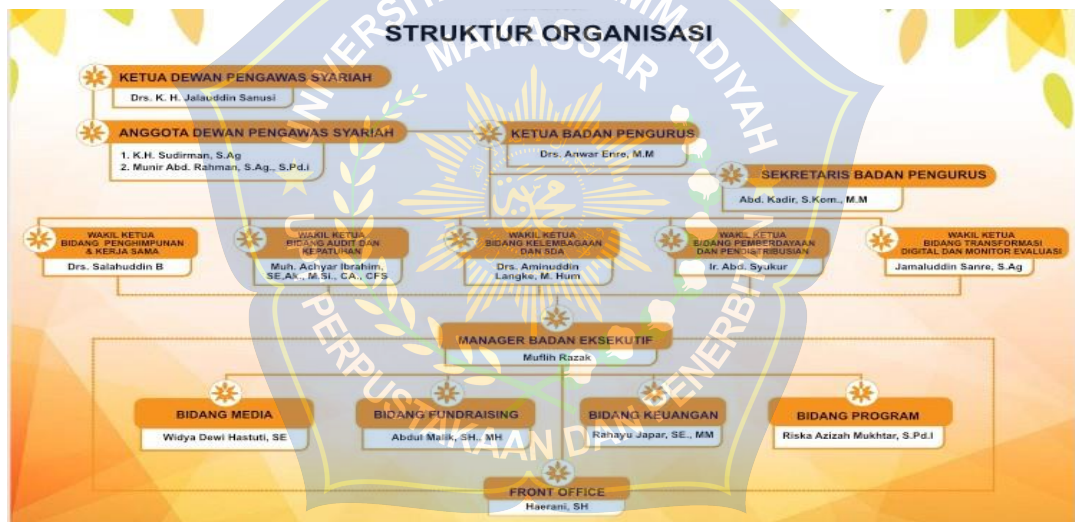 STRUKTUR ORGANISASI
KETUA DEWAN PENGAWAS SYARIAH
Drs. K. H. Jalauddin Sanusi
ANGGOTA DEWAN PENGAWAS SYARIAH
1. K.H. Sudirman, S.Ag
2. Munir Abd. Rahman, S.Ag., S.Pd.i
KETUA BADAN PENGURUS
Drs. Anwar Enre, M.M
SEKRETARIS BADAN PENGURUS
Abd. Kadir, S.Kom., M.M
WAKIL KETUA
BIDANG PENGHIMPUNAN
& KERJA SAMA
Drs. Salahuddin B
WAKIL KETUA
BIDANG AUDIT DAN
KEPATUHAN
Muh. Achyar Ibrahim,
SE,Ak., M.Si., CA., CFS
WAKIL KETUA
BIDANG KELEMBAGAAN
DAN SDA
Drs. Aminuddin
Langke, M. Hum
WAKIL KETUA
BIDANG PEMBERDAYAAN
DAN PENDISTRIBUSIAN
Ir. Abd. Syukur
WAKIL KETUA
BIDANG TRANSFORMASI
DIGITAL DAN MONITOR EVALUASI
Jamaluddin Sanre, S.Ag
MANAGER BADAN EKSEKUTIF
Muflih Razak
BIDANG MEDIA
Widya Dewi Hastuti, SE
BIDANG FUNDRAISING
Abdul Malik, SH., MH
BIDANG KEUANGAN
Rahayu Japar, SE., MM
BIDANG PROGRAM
Riska Azizah Mukhtar, S.Pd.I
FRONT OFFICE
Haerani, SH
MAKASSAR
PERPUSTAKAAN DAN PENERBITAN